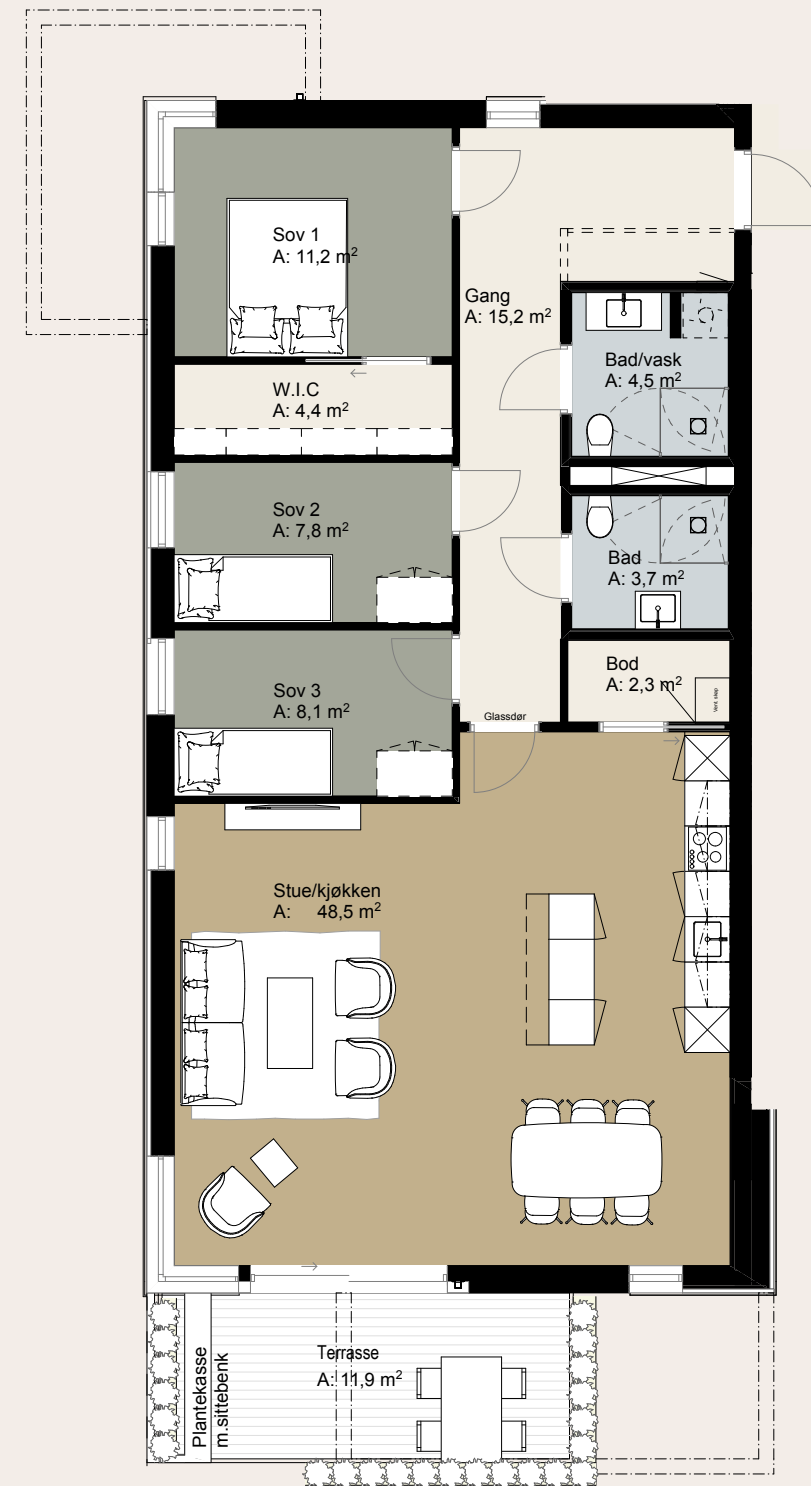 Sov 1
A: 11,2 m²
Gang
A: 15,2 m²
Bad/vask
A: 4,5 m²
W.I.C
A: 4,4 m²
Sov 2
A: 7,8 m²
Bad
A: 3,7 m²
Bod
A: 2,3 m²
Vent. skap
Sov 3
A: 8,1 m²
Glassdør
Stue/kjøkken
A: 48,5 m²
Terrasse
A: 11,9 m²
Plantekasse
m.sittebenk